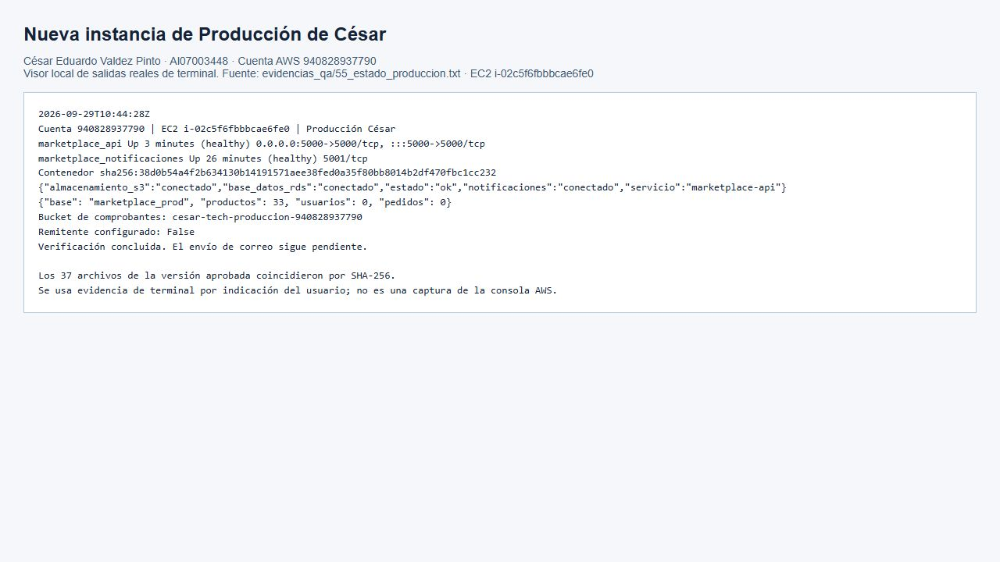 Nueva instancia de Producción de César
César Eduardo Valdez Pinto · Al07003448 · Cuenta AWS 940828937790
Visor local de salidas reales de terminal. Fuente: evidencias_qa/55_estado_produccion.txt · EC2 i-02c5f6fbbbcae6fe0
2026-09-29T10:44:28Z
Cuenta 940828937790 | EC2 i-02c5f6fbbbcae6fe0 | Producción César
marketplace_api Up 3 minutes (healthy) 0.0.0.0:5000->5000/tcp, :::5000->5000/tcp
marketplace_notificaciones Up 26 minutes (healthy) 5001/tcp
Contenedor sha256:38d0b54a4f2b634130b14191571aee38fed0a35f80bb8014b2df470fbc1cc232
{"almacenamiento_s3":"conectado","base_datos_rds":"conectado","estado":"ok","notificaciones":"conectado","servicio":"marketplace-api"}
{"base": "marketplace_prod", "productos": 33, "usuarios": 0, "pedidos": 0}
Bucket de comprobantes: cesar-tech-produccion-940828937790
Remitente configurado: False
Verificación concluida. El envío de correo sigue pendiente.
Los 37 archivos de la versión aprobada coincidieron por SHA-256.
Se usa evidencia de terminal por indicación del usuario; no es una captura de la consola AWS.